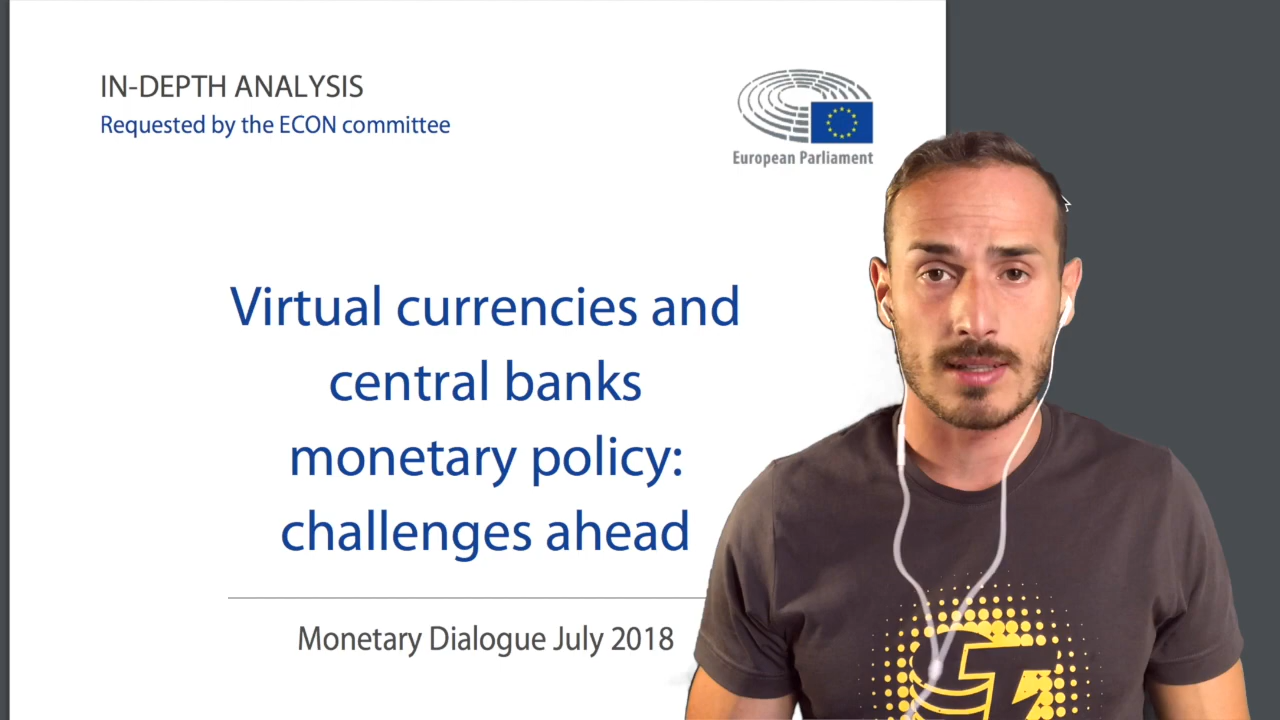 IN-DEPTH ANALYSIS
Requested by the ECON committee
European Parliament
Virtual currencies and
central banks
monetary policy:
challenges ahead
Monetary Dialogue July 2018